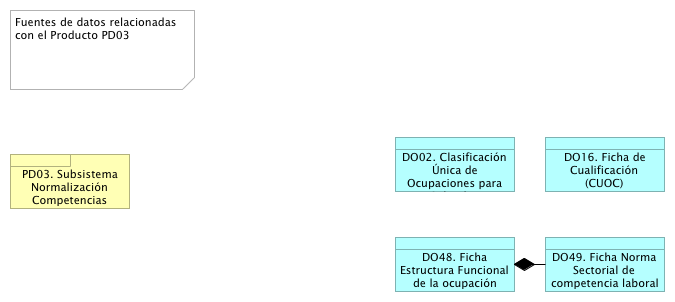 Fuentes de datos relacionadas
con el Producto PD03
DO02. Clasificación
Única de
Ocupaciones para
DO16. Ficha de
Cualificación
(CUOC)
PD03. Subsistema
Normalización
Competencias
DO48. Ficha
Estructura Funcional
de la ocupación
DO49. Ficha Norma
Sectorial de
competencia laboral